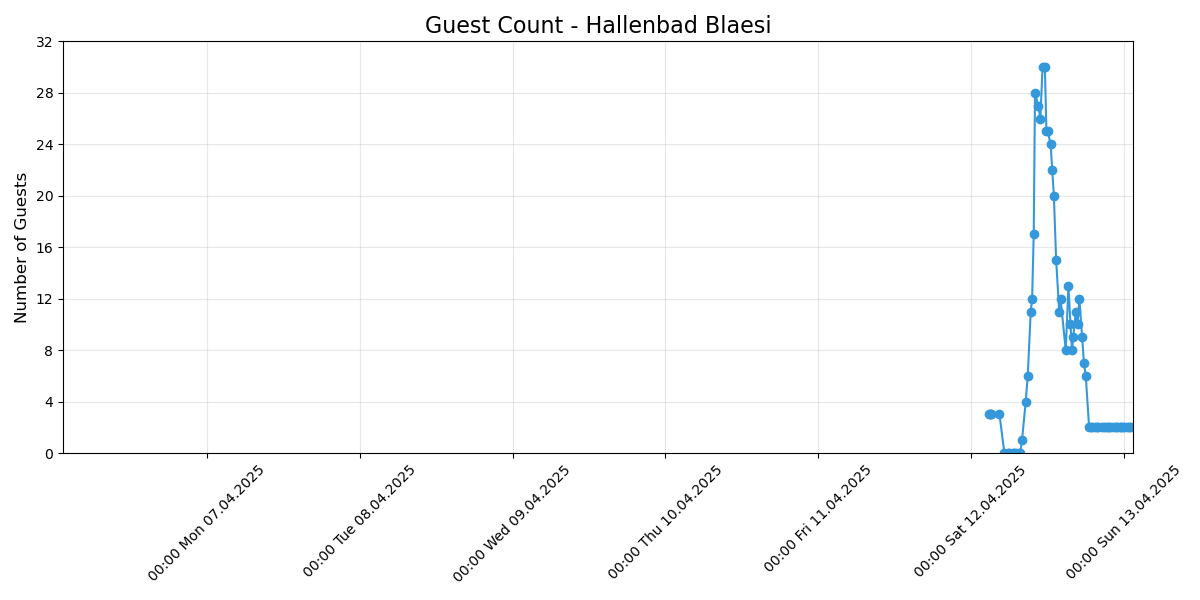 Guest Count - Hallenbad Blaesi
Number of Guests
32
28
24
20
16
12
8
4
0
00:00 Mon 07.04.2025
00:00 Tue 08.04.2025
00:00 Wed 09.04.2025
00:00 Thu 10.04.2025
00:00 Fri 11.04.2025
00:00 Sat 12.04.2025
00:00 Sun 13.04.2025